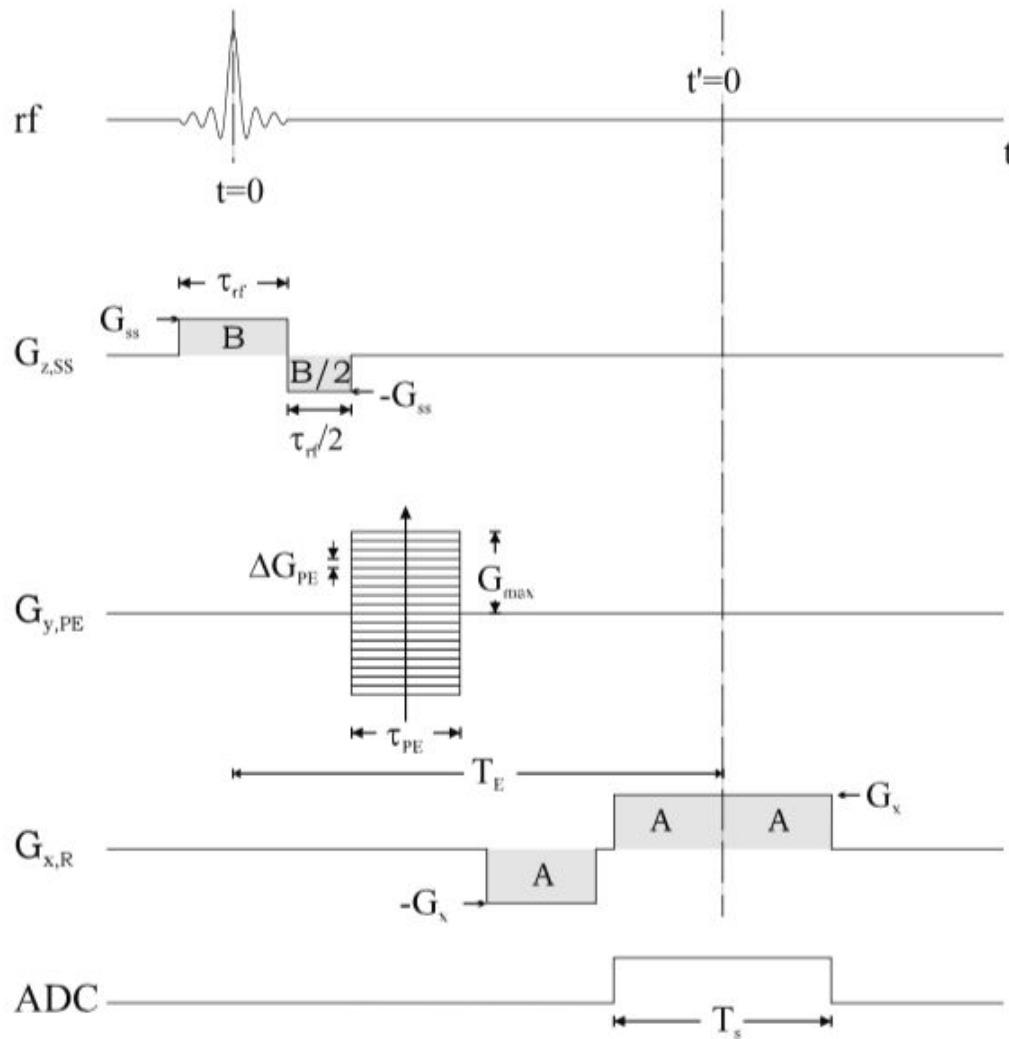 rf
t'=0
t
t=0
τrf
Gss
B
Gz,SS
B/2
-Gss
τrf/2
ΔGPE
Gmax
Gy,PE
τPE
TE
Gx
A A
Gx,R
A
-Gx
ADC
Ts